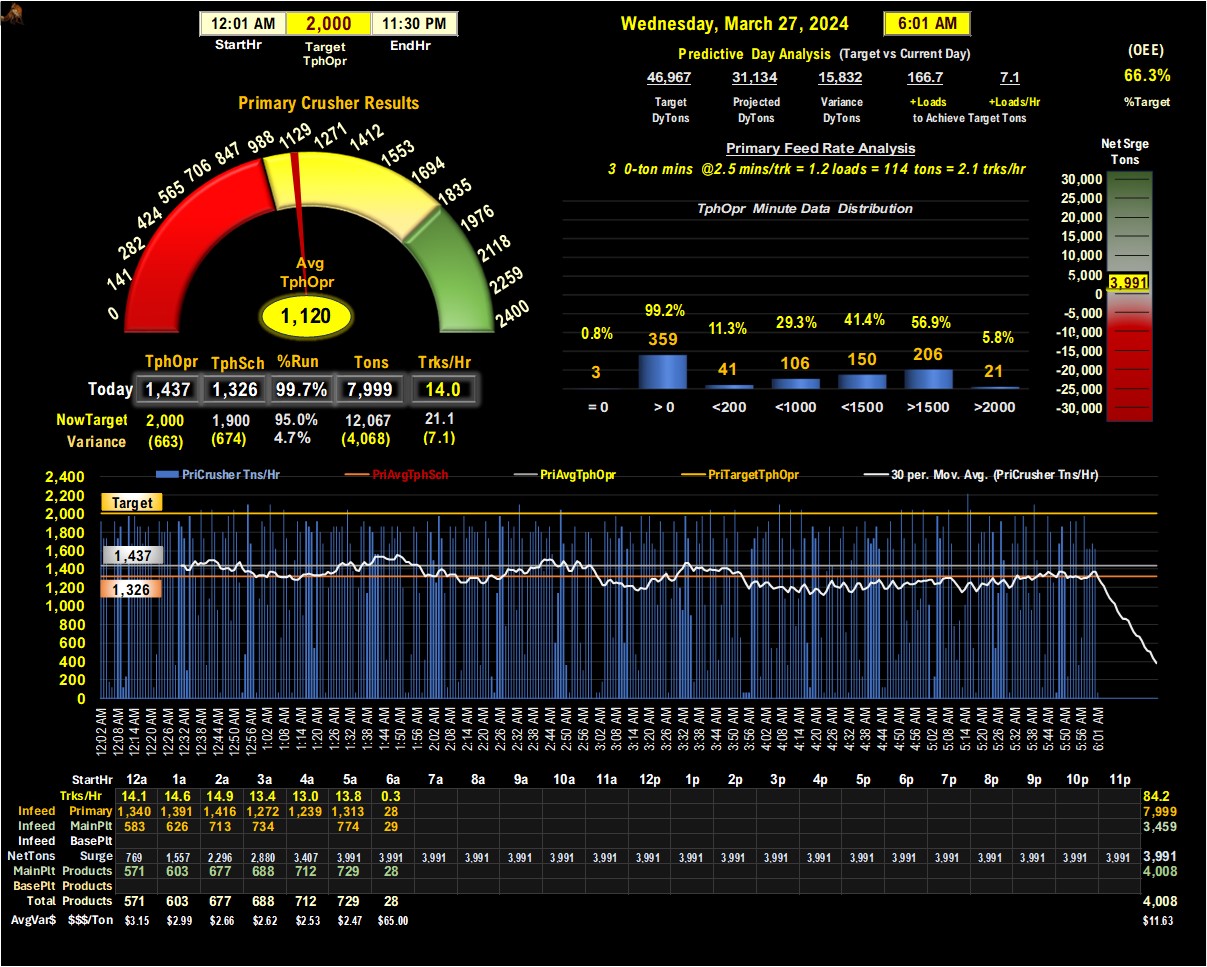 12:01 AM 2,000 11:30 PM
StartHr Target TphOpr EndHr
Wednesday, March 27, 2024 6:01 AM
Predictive Day Analysis (Target vs Current Day)
46,967 31,134 15,832 166.7 7.1
Target DyTons Projected DyTons Variance DyTons +Loads +Loads/Hr
to Achieve Target Tons
(OEE)
66.3%
%Target
Primary Crusher Results
0 141 282 424 565 706 847 988 1129 1271 1412 1553 1694 1835 1976 2118 2259 2400
Avg
TphOpr
1,120
TphOpr TphSch %Run Tons Trks/Hr
Today 1,437 1,326 99.7% 7,999 14.0
NowTarget 2,000 1,900 95.0% 12,067 21.1
Variance (663) (674) 4.7% (4,068) (7.1)
Primary Feed Rate Analysis
3 0-ton mins @2.5 mins/trk = 1.2 loads = 114 tons = 2.1 trks/hr
TphOpr Minute Data Distribution
0.8% 99.2% 11.3% 29.3% 41.4% 56.9% 5.8%
3 359 41 106 150 206 21
= 0 > 0 <200 <1000 <1500 >1500 >2000
Net Srge
Tons
30,000
25,000
20,000
15,000
10,000
5,000
3,991
0
-5,000
-10,000
-15,000
-20,000
-25,000
-30,000
PriCrusher Tns/Hr PriAvgTphSch PriAvgTphOpr PriTargetTphOpr 30 per. Mov. Avg. (PriCrusher Tns/Hr)
2,400
2,200
2,000
1,800
1,600
1,400
1,200
1,000
800
600
400
200
0
Target
1,437
1,326
12:02 AM 12:08 AM 12:14 AM 12:20 AM 12:26 AM 12:32 AM 12:38 AM 12:44 AM 12:50 AM 12:56 AM 1:02 AM 1:08 AM 1:14 AM 1:20 AM 1:26 AM 1:32 AM 1:38 AM 1:44 AM 1:50 AM 1:56 AM 2:02 AM 2:08 AM 2:14 AM 2:20 AM 2:26 AM 2:32 AM 2:38 AM 2:44 AM 2:50 AM 2:56 AM 3:02 AM 3:08 AM 3:14 AM 3:20 AM 3:26 AM 3:32 AM 3:38 AM 3:44 AM 3:50 AM 3:56 AM 4:02 AM 4:08 AM 4:14 AM 4:20 AM 4:26 AM 4:32 AM 4:38 AM 4:44 AM 4:50 AM 4:56 AM 5:02 AM 5:08 AM 5:14 AM 5:20 AM 5:26 AM 5:32 AM 5:38 AM 5:44 AM 5:50 AM 5:56 AM 6:01 AM
StartHr 12a 1a 2a 3a 4a 5a 6a 7a 8a 9a 10a 11a 12p 1p 2p 3p 4p 5p 6p 7p 8p 9p 10p 11p
Trks/Hr 14.1 14.6 14.9 13.4 13.0 13.8 0.3 84.2
Infeed Primary 1,340 1,391 1,416 1,272 1,239 1,313 28 7,999
Infeed MainPlt 583 626 713 734 774 29 3,459
Infeed BasePlt
NetTons Surge 769 1,557 2,296 2,880 3,407 3,991 3,991 3,991 3,991 3,991 3,991 3,991 3,991 3,991 3,991 3,991 3,991 3,991 3,991 3,991 3,991 3,991 3,991 3,991 3,991
MainPlt Products 571 603 677 688 712 729 28 4,008
BasePlt Products
Total Products 571 603 677 688 712 729 28 4,008
AvgVar$ $$$/Ton $3.15 $2.99 $2.66 $2.62 $2.53 $2.47 $65.00 $11.63